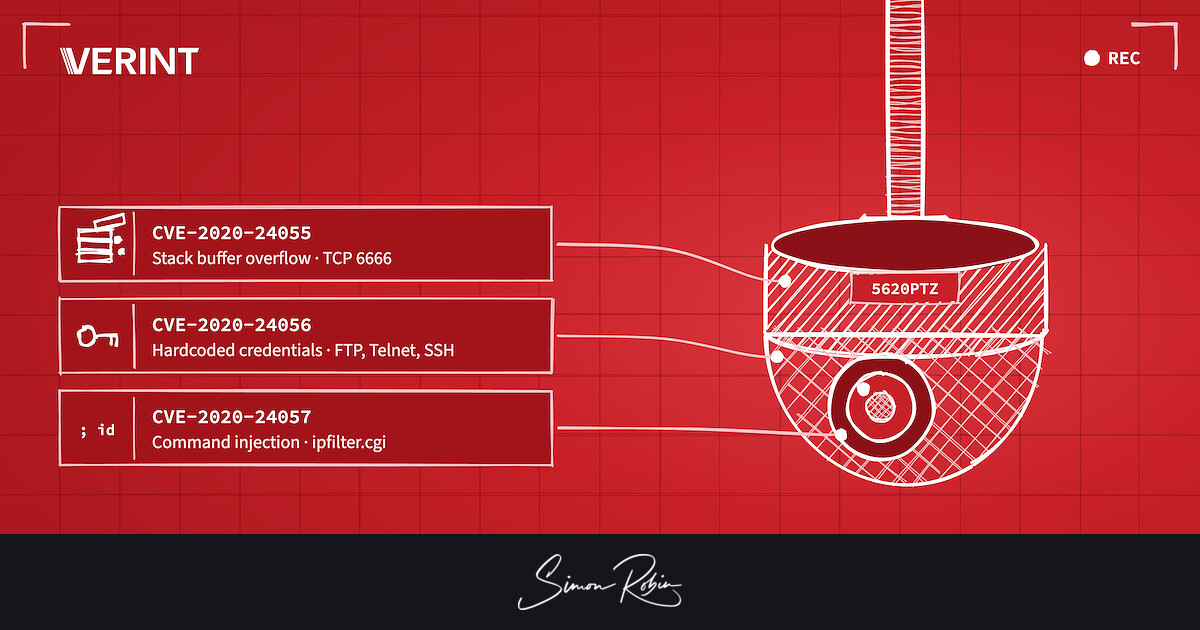 VERINT
REC
CVE-2020-24055
Stack buffer overflow · TCP 6666
CVE-2020-24056
Hardcoded credentials · FTP, Telnet, SSH
; id
CVE-2020-24057
Command injection · ipfilter.cgi
5620PTZ
Simon Robin